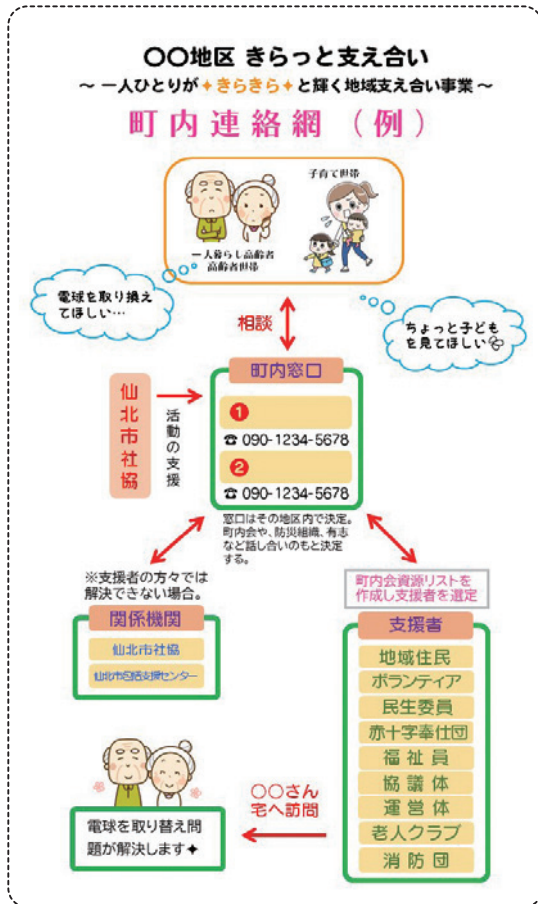 〇〇地区 きらっと支え合い
～ 一人ひとりが✦きらきら✦と輝く地域支え合い事業 ～
町内連絡網（例）
子育て世帯
一人暮らし高齢者
高齢者世帯
電球を取り換え
てほしい…
ちょっと子ども
を見てほしい
相談
町内窓口
❶
☎ 090-1234-5678
❷
☎ 090-1234-5678
仙北市社協
活動の支援
窓口はその地区内で決定。
町内会や、防災組織、有志
など話し合いのもと決定
する。
※支援者の方々では
解決できない場合。
関係機関
仙北市社協
仙北市包括支援センター
町内会資源リストを
作成し支援者を選定
支援者
地域住民
ボランティア
民生委員
赤十字奉仕団
福祉員
協議体
運営体
老人クラブ
消防団
〇〇さん
宅へ訪問
電球を取り替え問
題が解決します✦